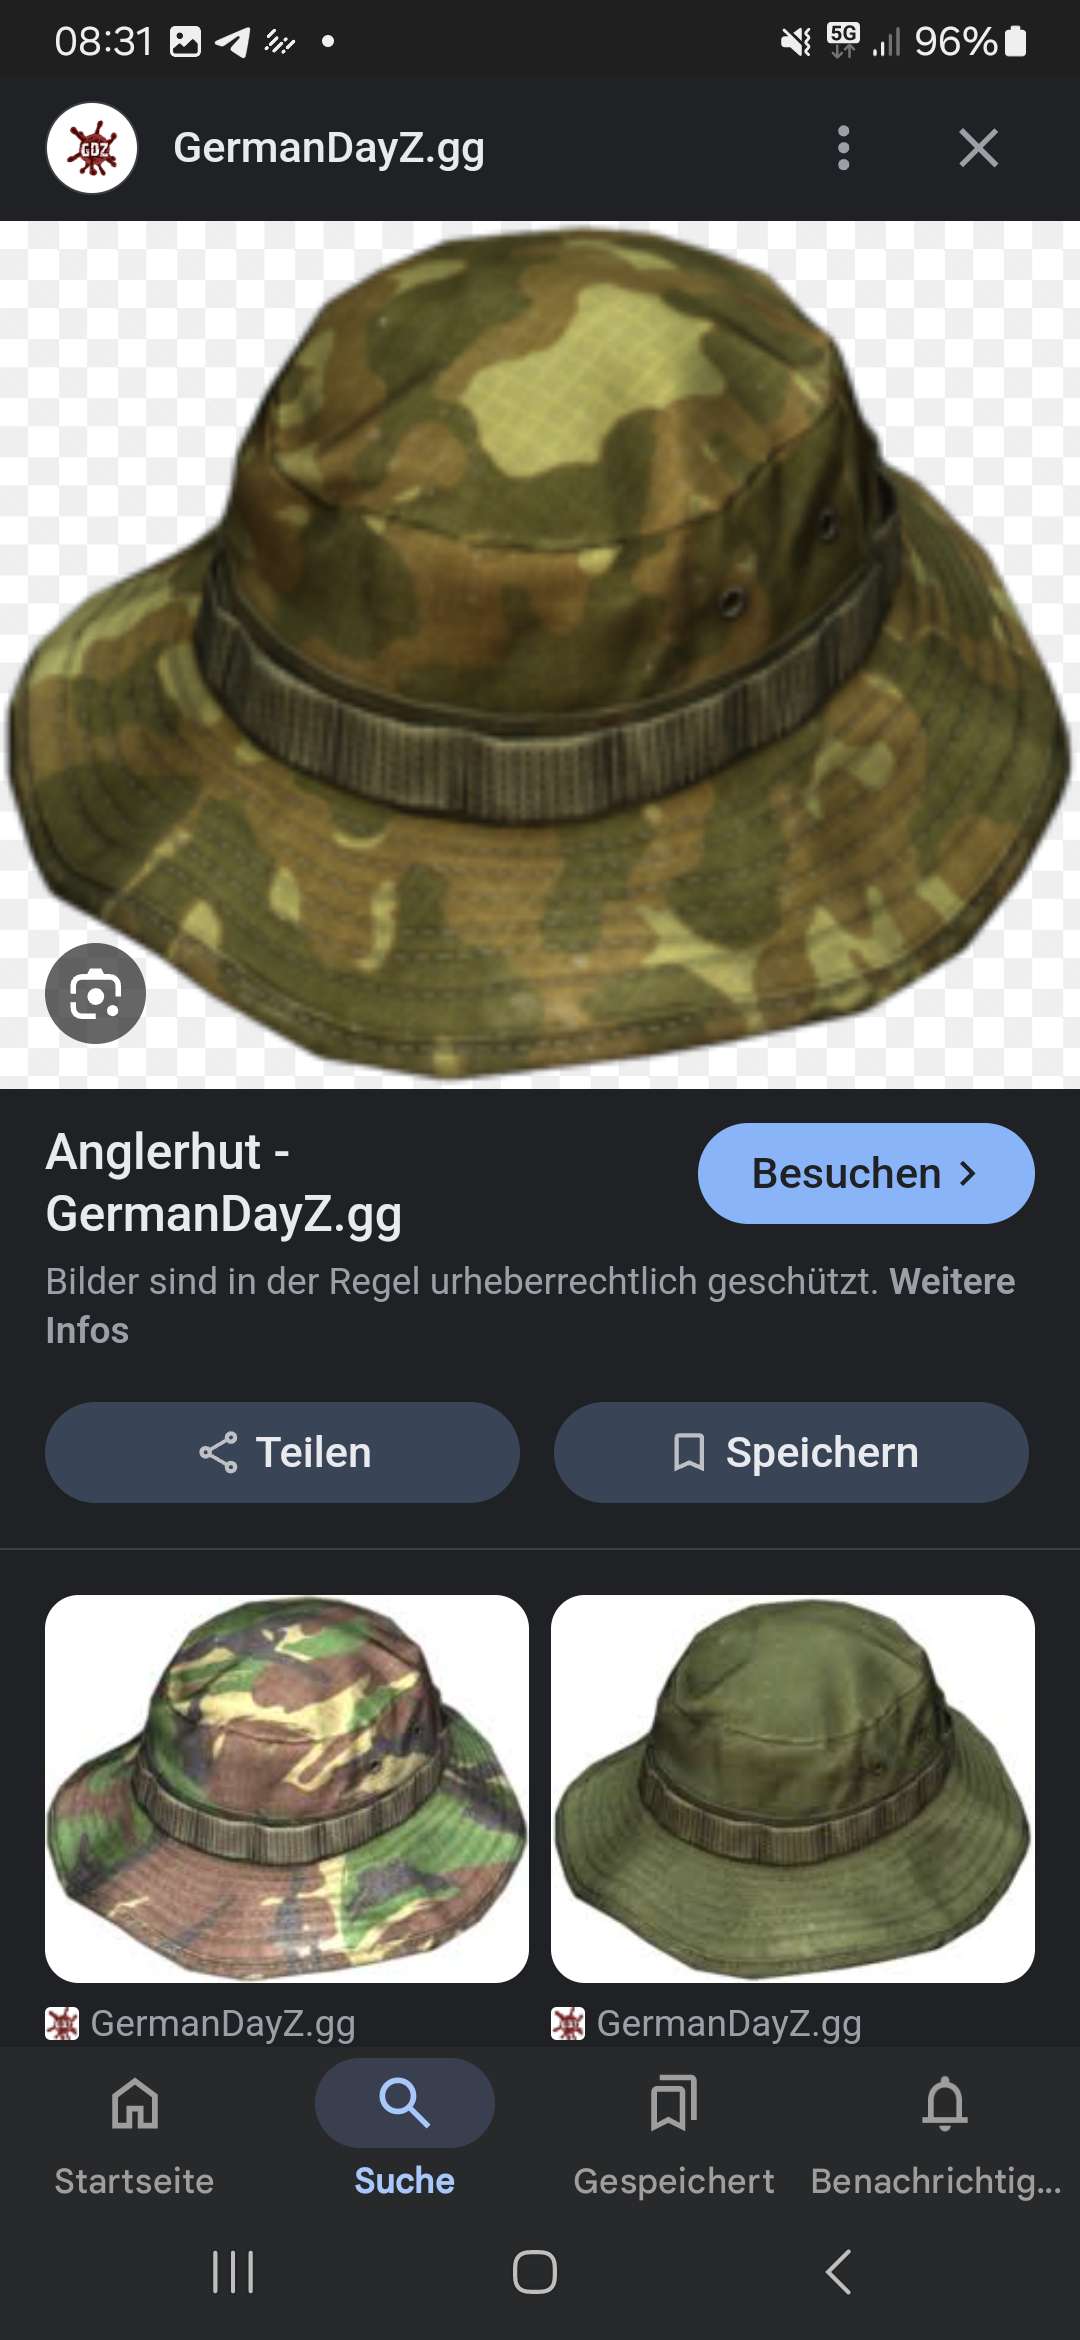 08:31
5G
96%
GDZ
GermanDayZ.gg
Anglerhut -
GermanDayZ.gg
Besuchen
Bilder sind in der Regel urheberrechtlich geschützt. Weitere
Infos
Teilen
Speichern
GermanDayZ.gg
GermanDayZ.gg
Startseite
Suche
Gespeichert
Benachrichtig...